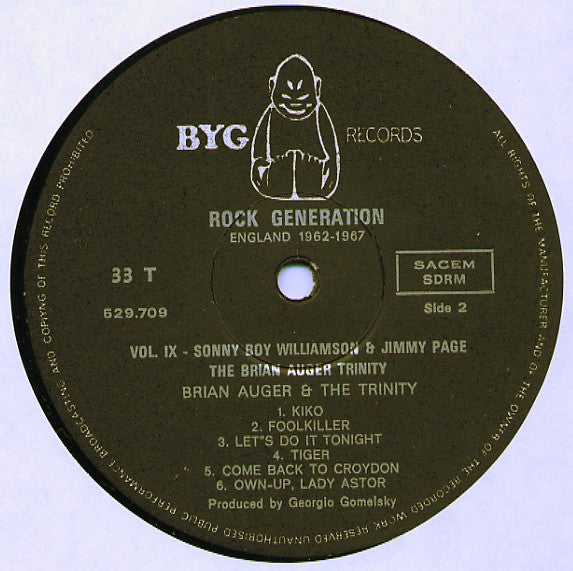 BYG RECORDS
ROCK GENERATION
ENGLAND 1962-1967
33 T
SACEM
SDRM
629.709
Side 2
VOL. IX - SONNY BOY WILLIAMSON & JIMMY PAGE
THE BRIAN AUGER TRINITY
BRIAN AUGER & THE TRINITY
1. KIKO
2. FOOLKILLER
3. LET"S DO IT TONIGHT
4. TIGER
5. COME BACK TO CROYDON
6. OWN-UP, LADY ASTOR
Produced by Georgio Gomelsky
ALL RIGHTS OF THE MANUFACTURER AND OF THE OWNER OF THE RECORDED WORK RESERVED UNAUTHORISED PUBLIC PERFORMANCE BROADCASTING AND COPIYNG OF THIS RECORD PROHIBITED